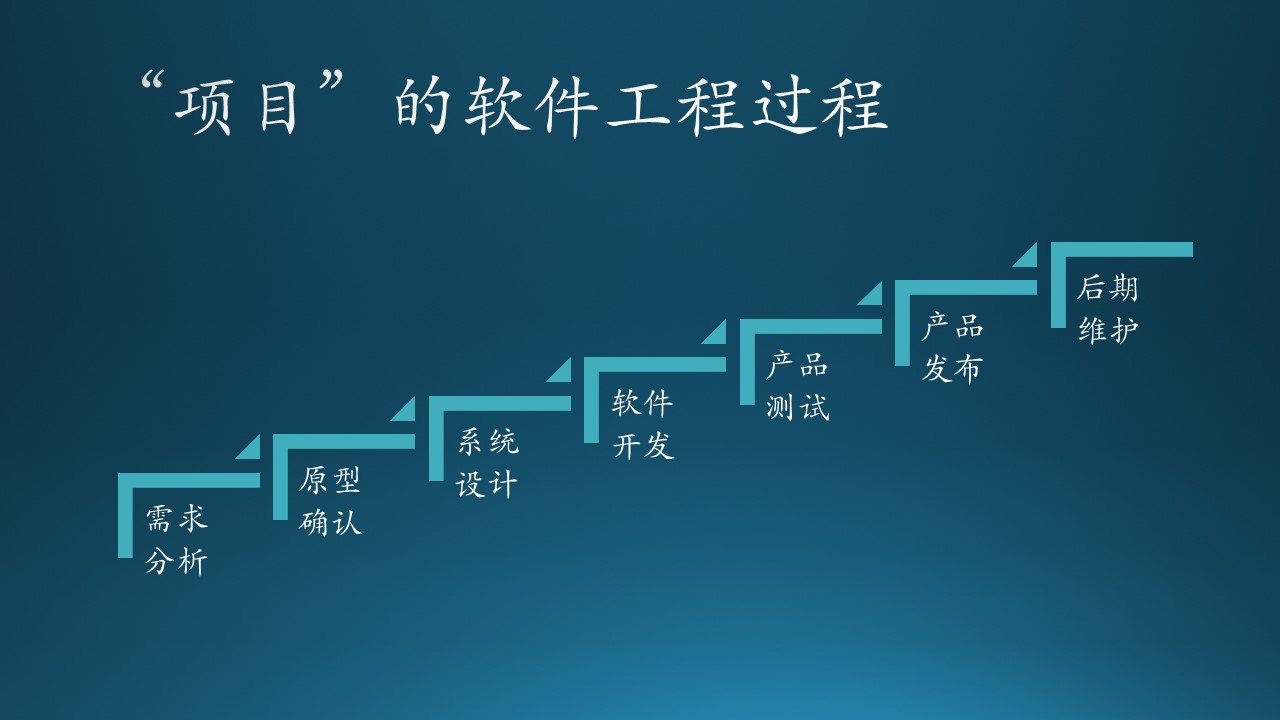 “项目”的软件工程过程
需求
分析
原型
确认
系统
设计
软件
开发
产品
测试
产品
发布
后期
维护